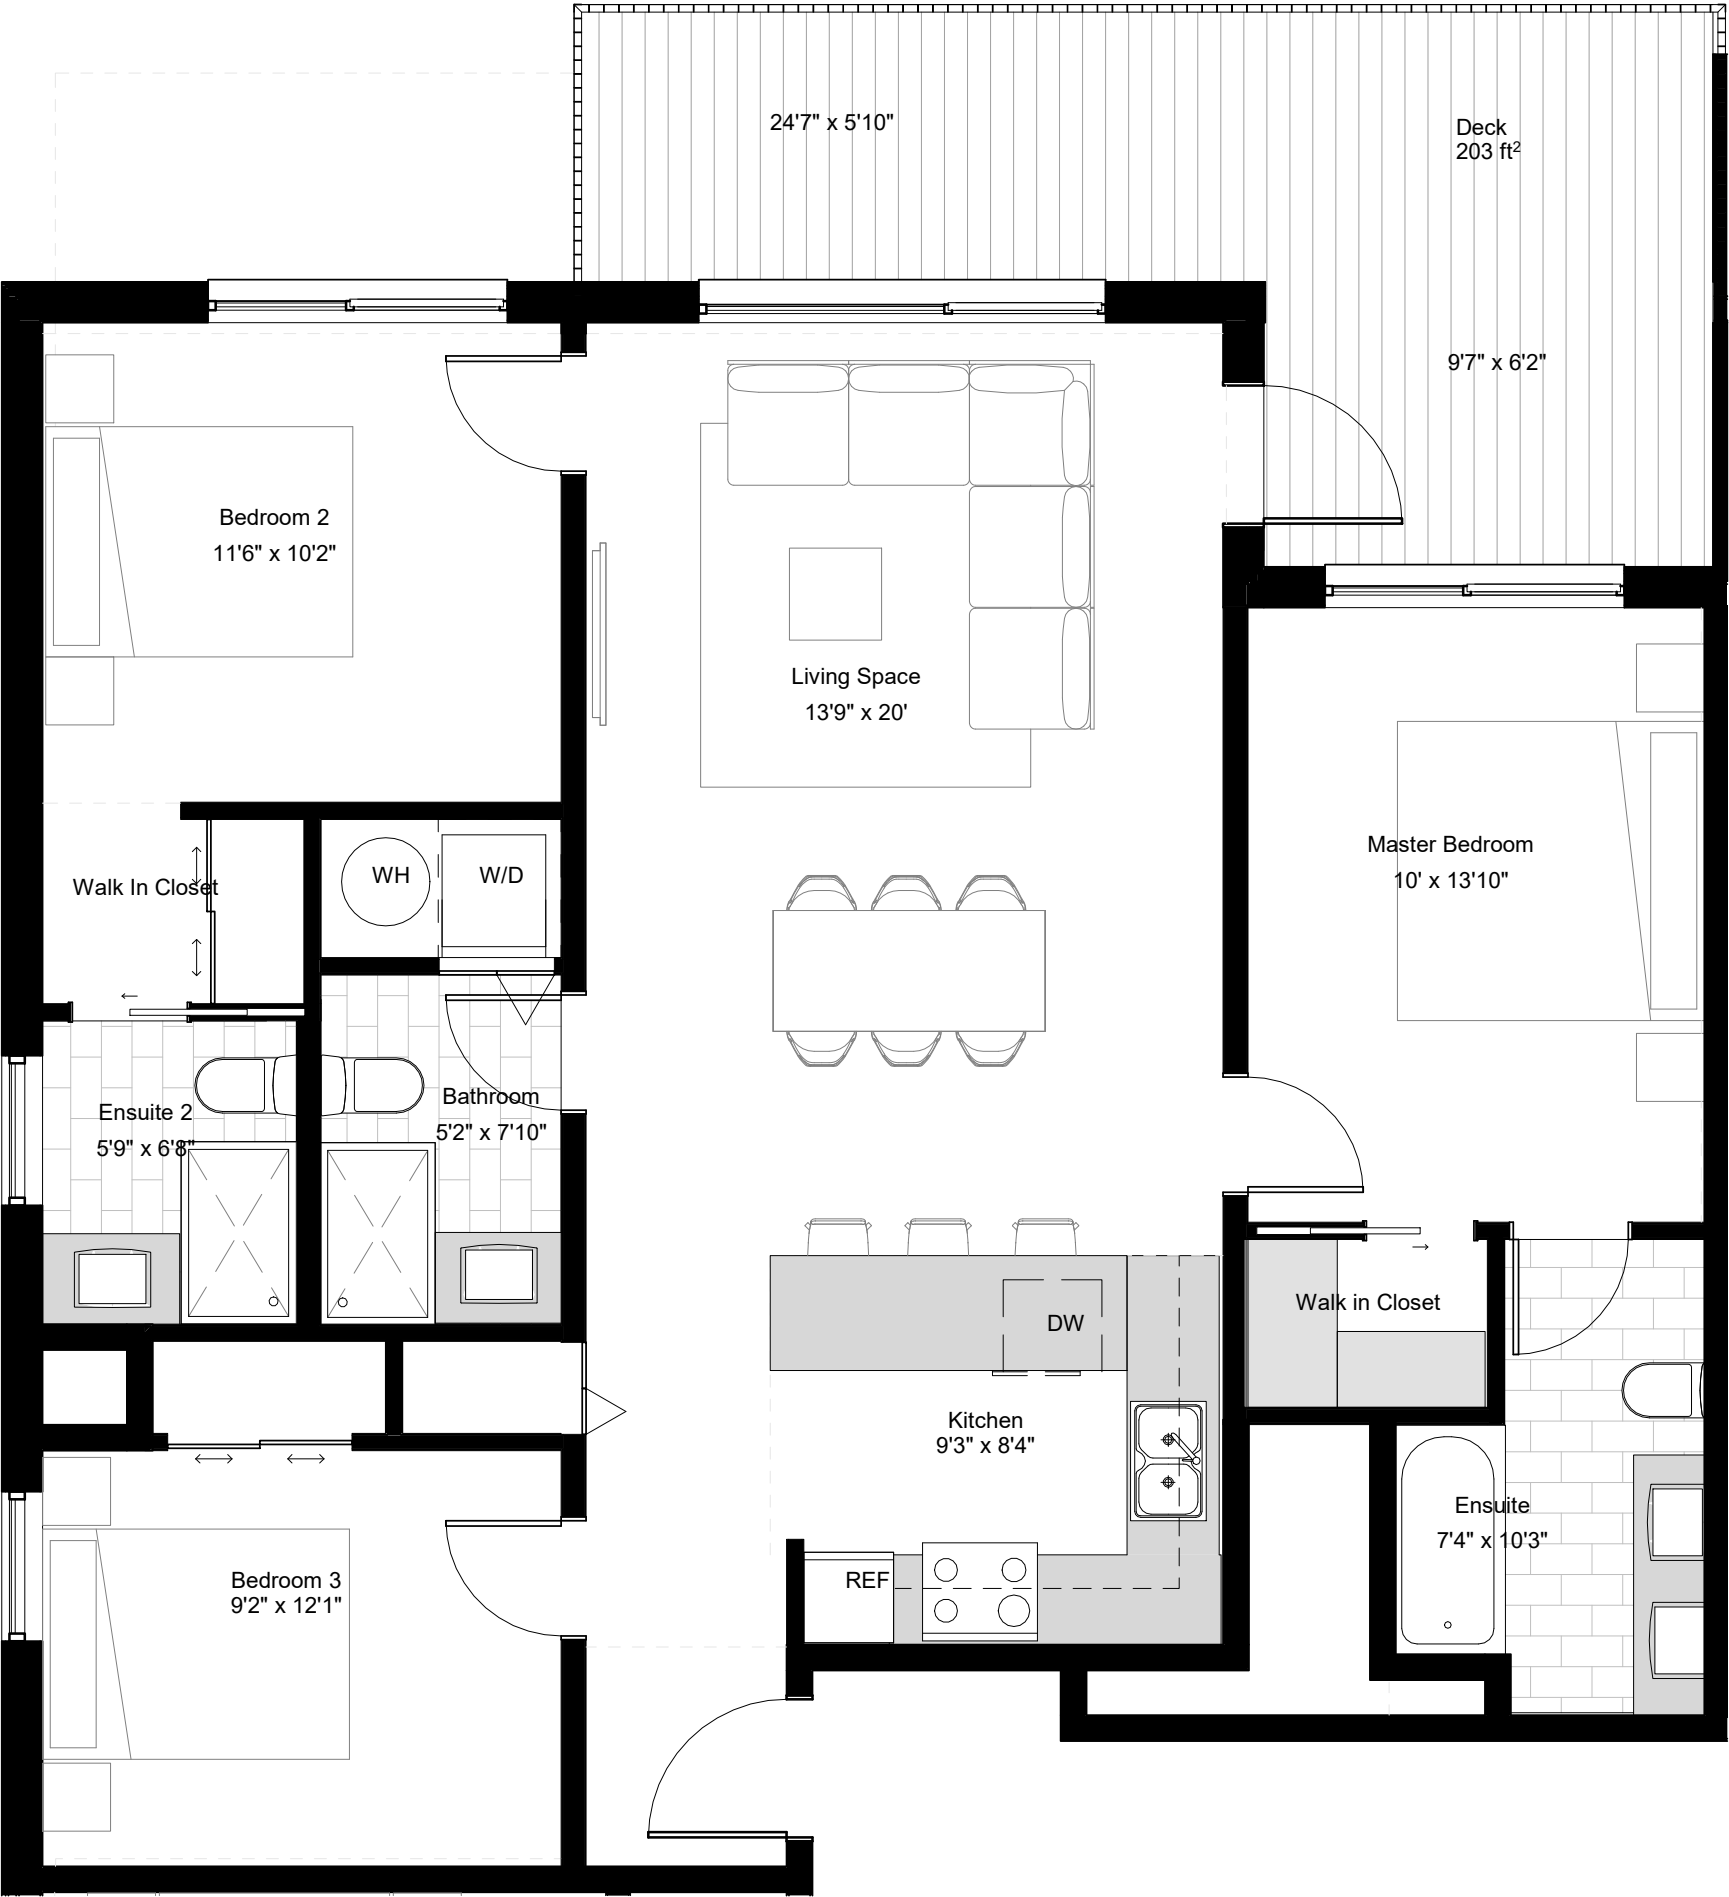 24'7" x 5'10"
Deck
203 ft²
9'7" x 6'2"
Bedroom 2
11'6" x 10'2"
Living Space
13'9" x 20'
Master Bedroom
10' x 13'10"
Walk In Closet
WH
W/D
Bathroom
5'2" x 7'10"
Ensuite 2
5'9" x 6'8"
Walk in Closet
DW
Kitchen
9'3" x 8'4"
Ensuite
7'4" x 10'3"
REF
Bedroom 3
9'2" x 12'1"